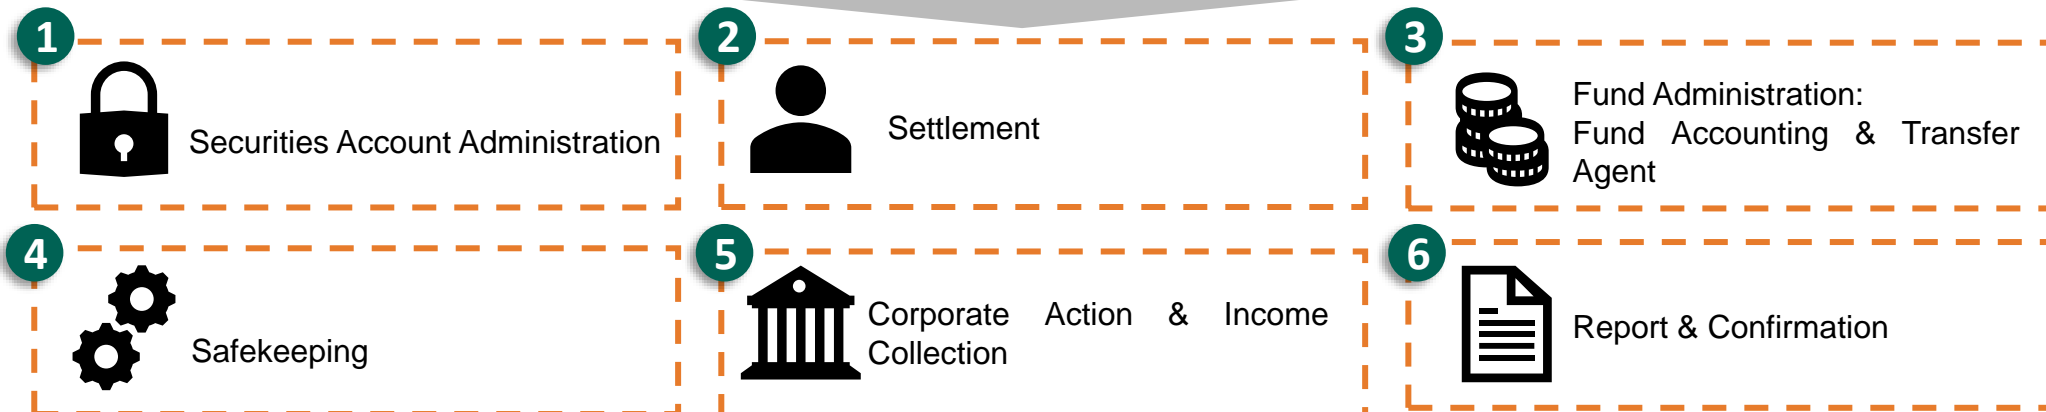 1
Securities Account Administration
2
Settlement
3
Fund Administration:
Fund Accounting & Transfer
Agent
4
Safekeeping
5
Corporate Action & Income
Collection
6
Report & Confirmation